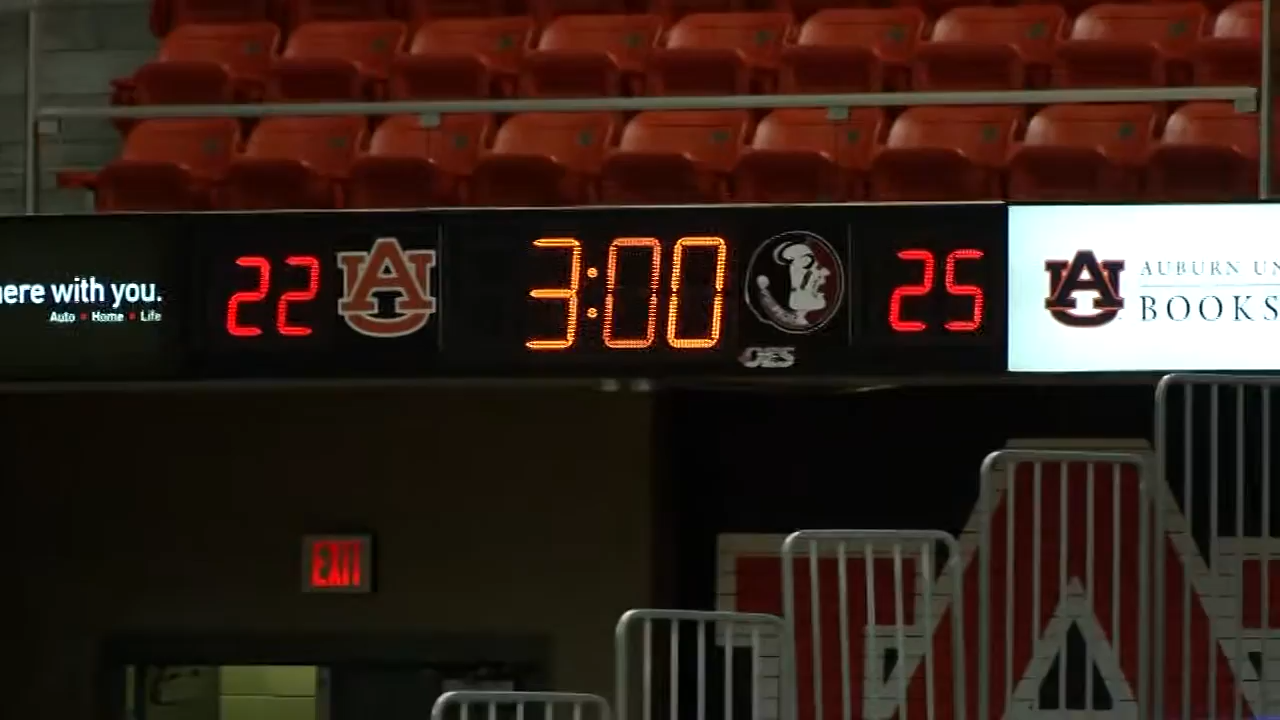 here with you.
Auto • Home • Life
22
AU
3:00
OES
25
AU
AUBURN UN
BOOKS
EXIT